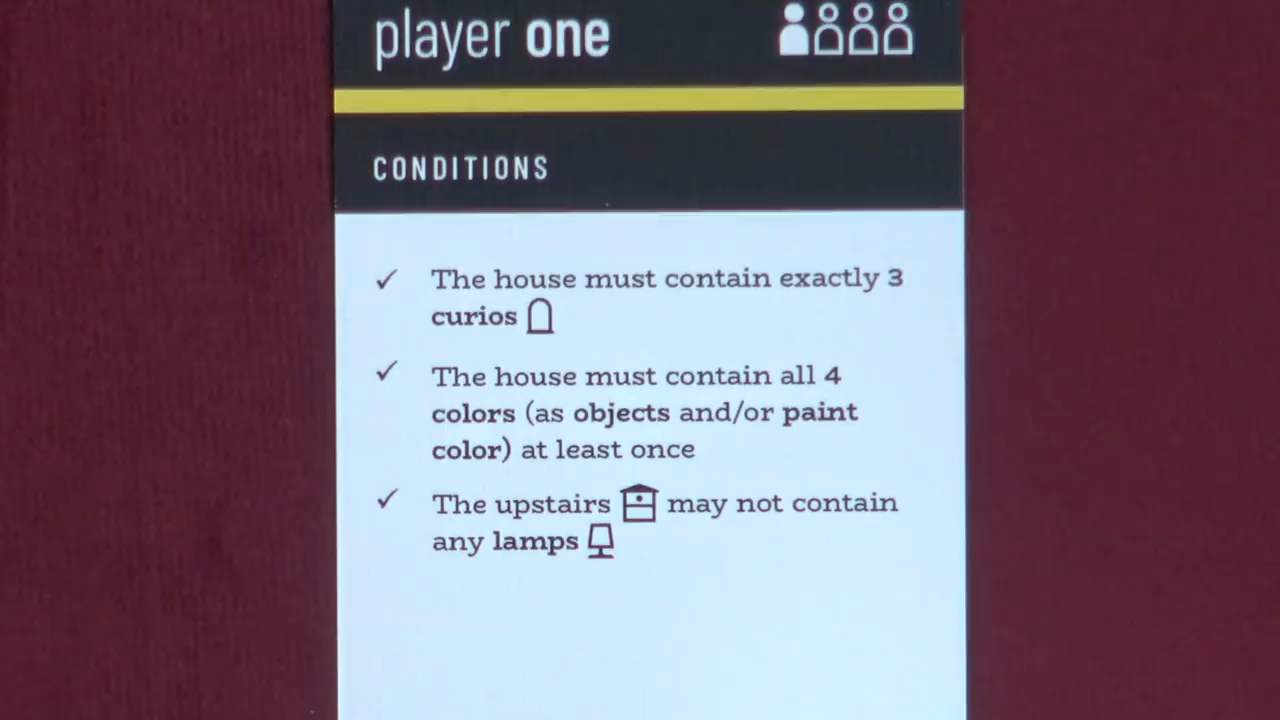 player one
CONDITIONS
✓ The house must contain exactly 3
curios
✓ The house must contain all 4
colors (as objects and/or paint
color) at least once
✓ The upstairs may not contain
any lamps